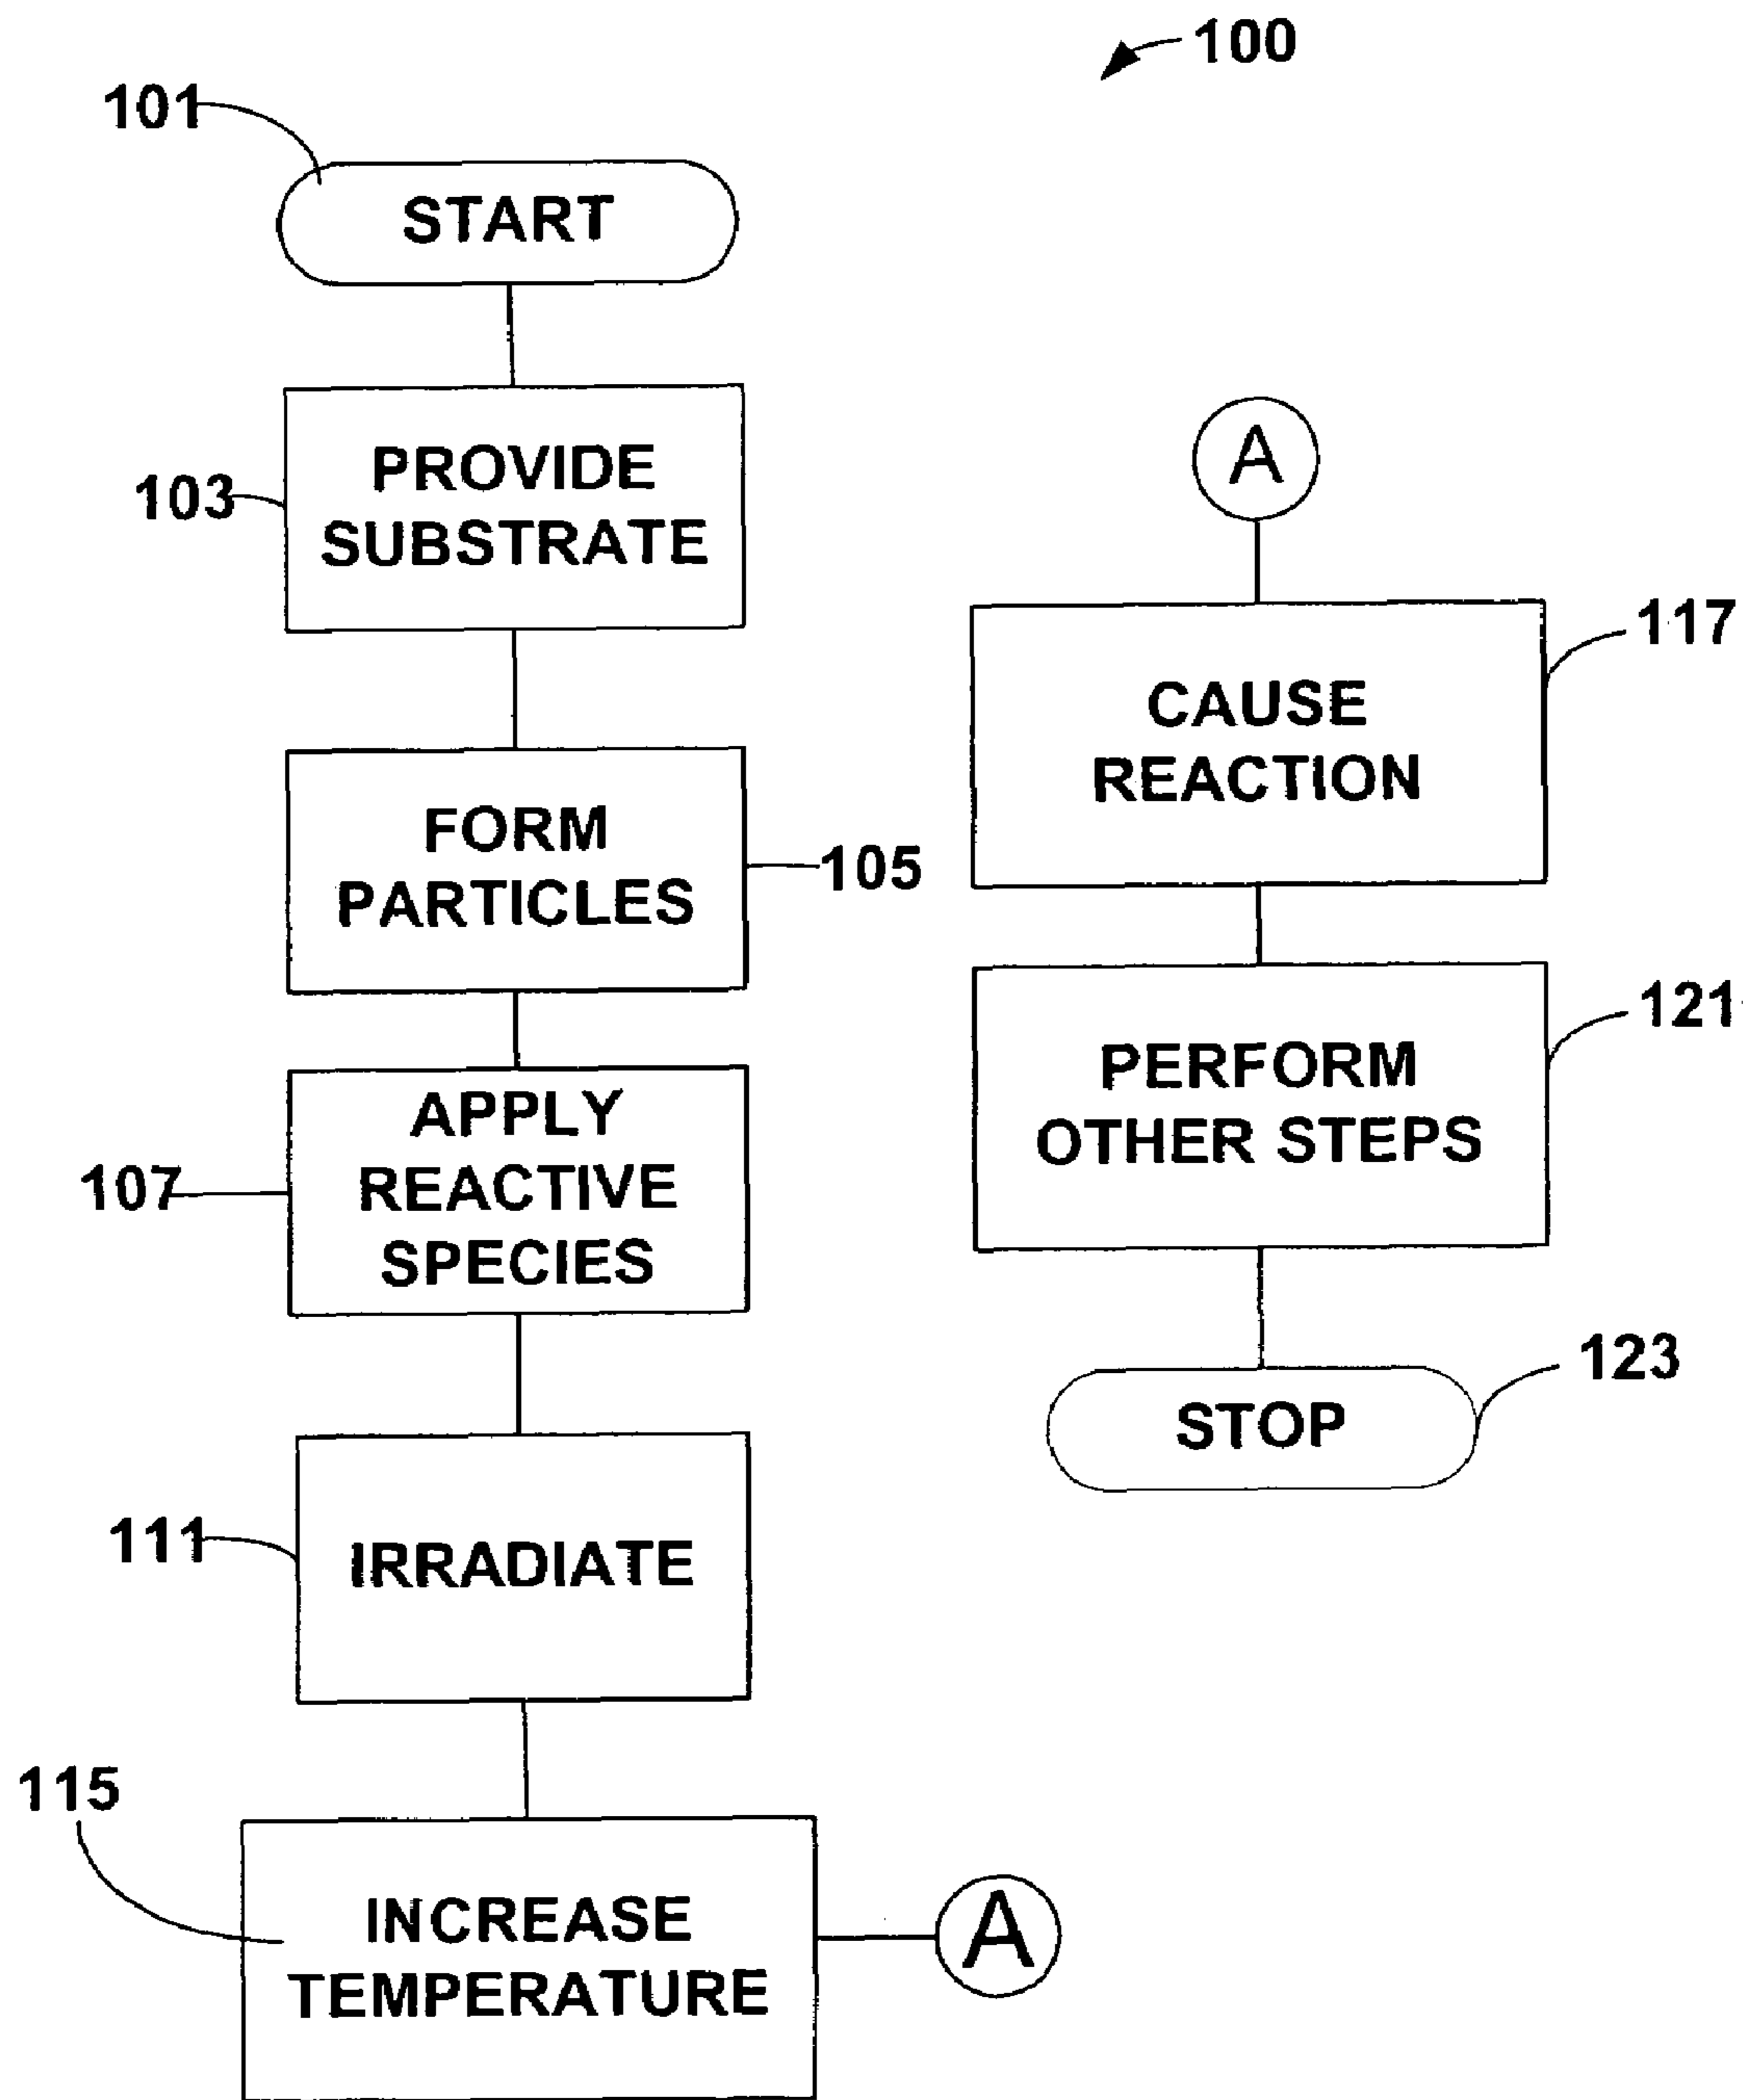 100
101
START
103
PROVIDE
SUBSTRATE
FORM
PARTICLES
105
107
APPLY
REACTIVE
SPECIES
111
IRRADIATE
115
INCREASE
TEMPERATURE
A
A
117
CAUSE
REACTION
121
PERFORM
OTHER STEPS
123
STOP